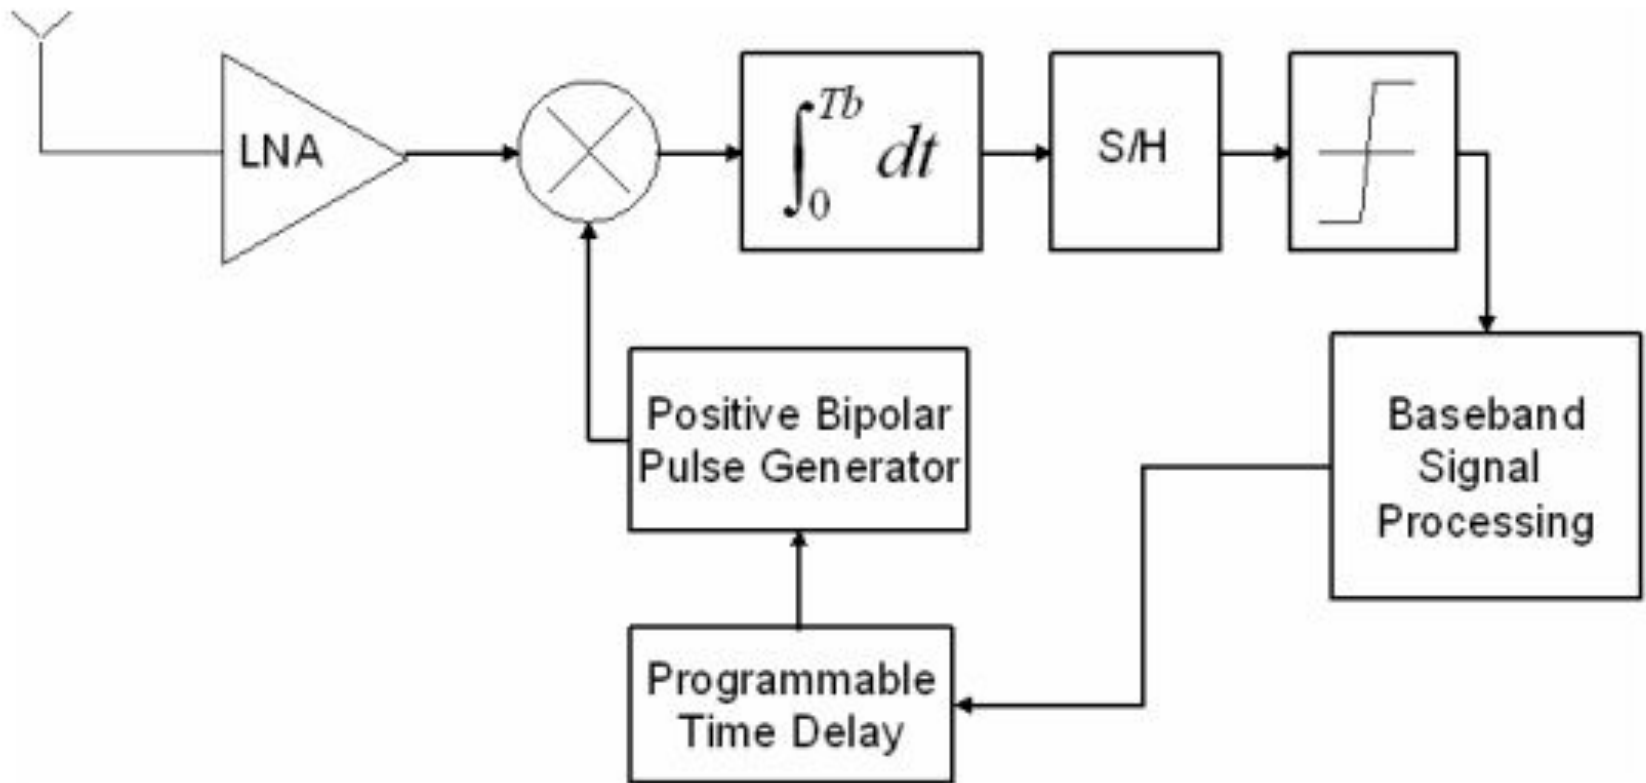 LNA
∫₀ᵀᵇ dt
S/H
Positive Bipolar
Pulse Generator
Baseband
Signal
Processing
Programmable
Time Delay